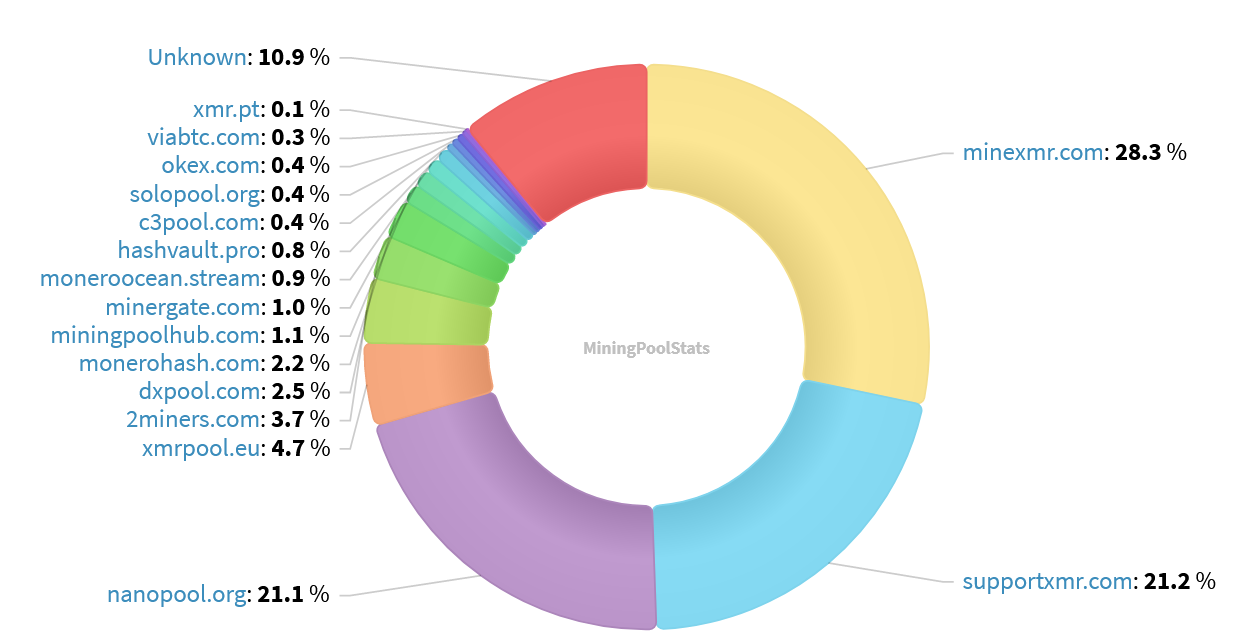 Unknown: 10.9 %
xmr.pt: 0.1 %
viabtc.com: 0.3 %
okex.com: 0.4 %
solopool.org: 0.4 %
c3pool.com: 0.4 %
hashvault.pro: 0.8 %
moneroocean.stream: 0.9 %
minergate.com: 1.0 %
miningpoolhub.com: 1.1 %
monerohash.com: 2.2 %
dxpool.com: 2.5 %
2miners.com: 3.7 %
xmrpool.eu: 4.7 %
nanopool.org: 21.1 %
MiningPoolStats
minexmr.com: 28.3 %
supportxmr.com: 21.2 %